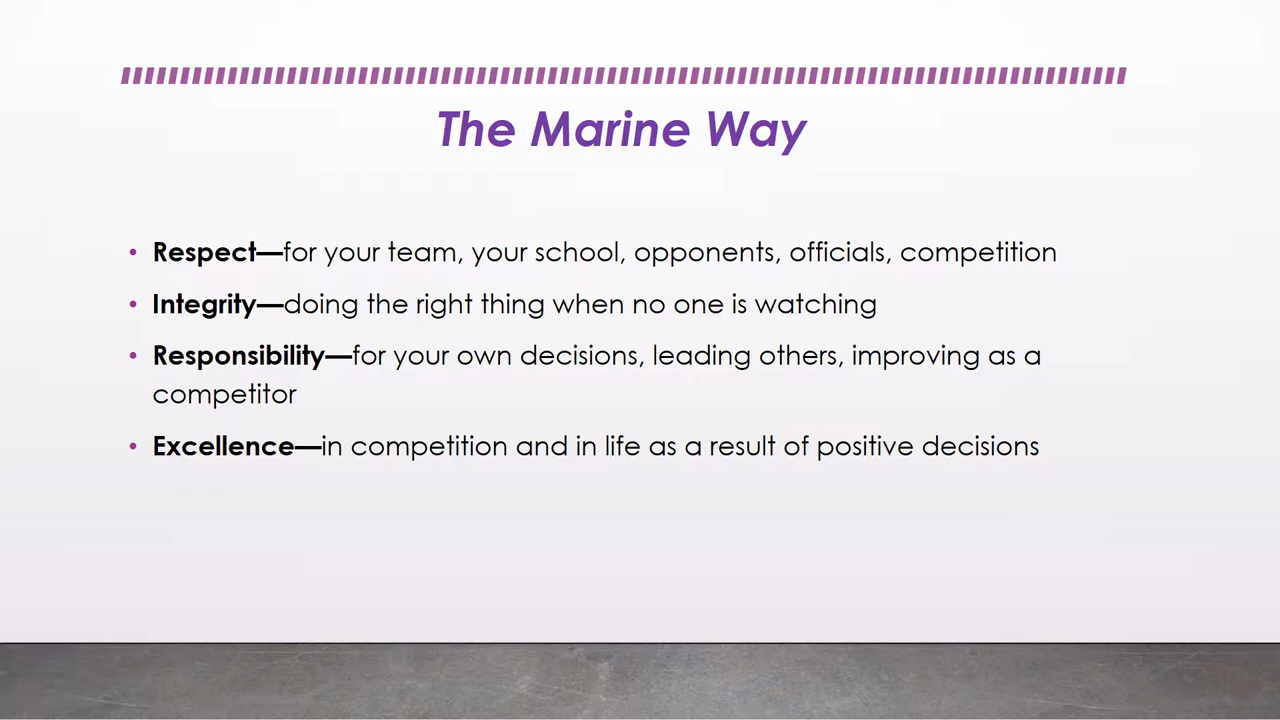 The Marine Way
• Respect—for your team, your school, opponents, officials, competition
• Integrity—doing the right thing when no one is watching
• Responsibility—for your own decisions, leading others, improving as a
competitor
• Excellence—in competition and in life as a result of positive decisions